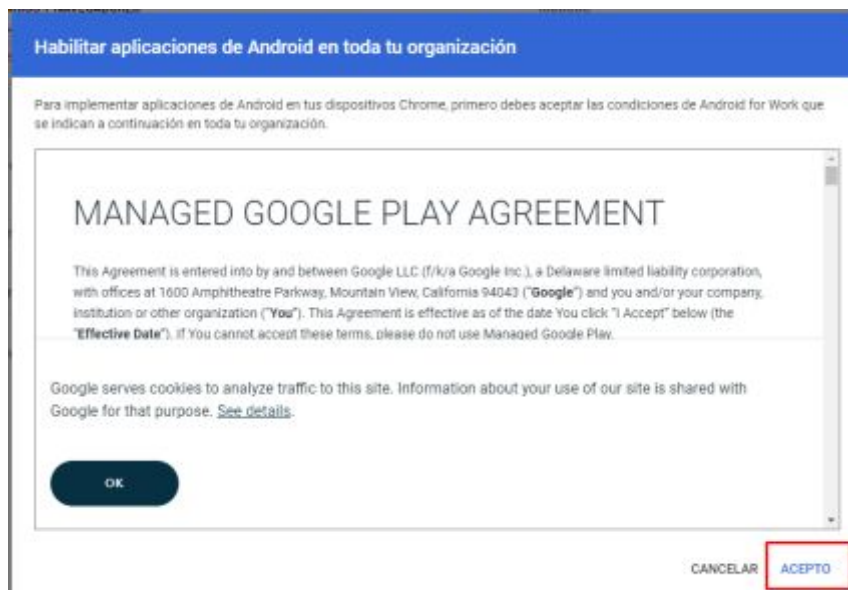 Habilitar aplicaciones de Android en toda tu organización
Para implementar aplicaciones de Android en tus dispositivos Chrome, primero debes aceptar las condiciones de Android for Work que
se indican a continuación en toda tu organización.
MANAGED GOOGLE PLAY AGREEMENT
This Agreement is entered into by and between Google LLC (f/k/a Google Inc.), a Delaware limited liability corporation,
with offices at 1600 Amphitheatre Parkway, Mountain View, California 94043 ("Google") and you and/or your company,
institution or other organization ("You"). This Agreement is effective as of the date You click "I Accept" below (the
"Effective Date"). If You cannot accept these terms, please do not use Managed Google Play.
Google serves cookies to analyze traffic to this site. Information about your use of our site is shared with
Google for that purpose. See details.
OK
CANCELAR ACEPTO